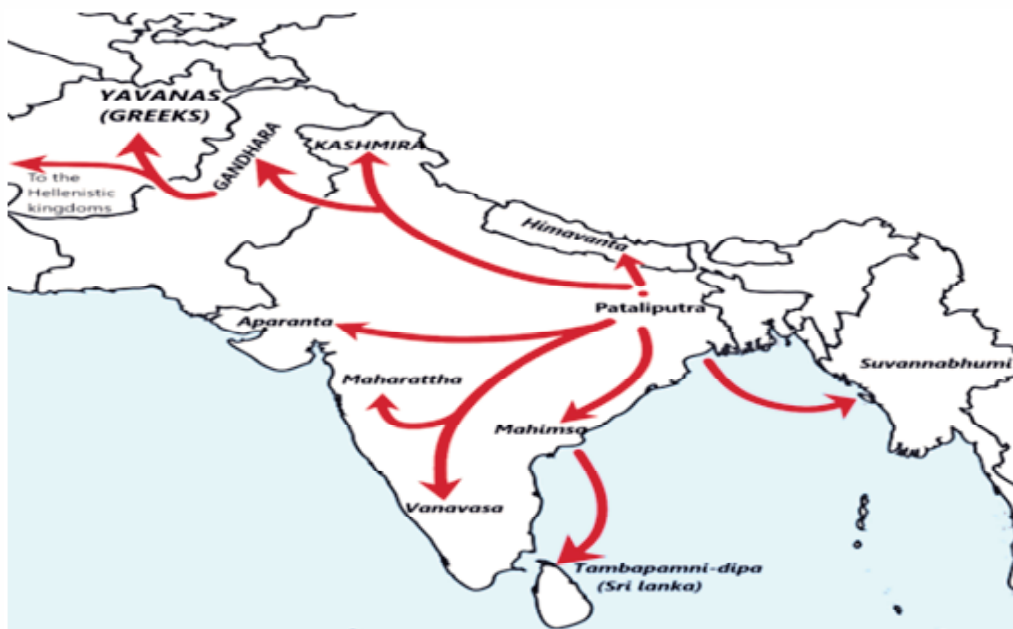 YAVANAS
(GREEKS)
GANDHARA
KASHMIRA
To the
Hellenistic
kingdoms
Himavanta
Pataliputra
Aparanta
Suvannabhumi
Maharattha
Mahimsa
Vanavasa
Tambapamni-dipa
(Sri lanka)